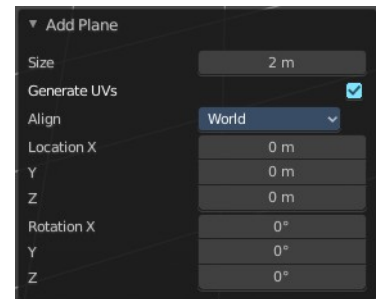 Add Plane
Size 2 m
Generate UVs
Align World
Location X 0 m
Y 0 m
Z 0 m
Rotation X 0°
Y 0°
Z 0°